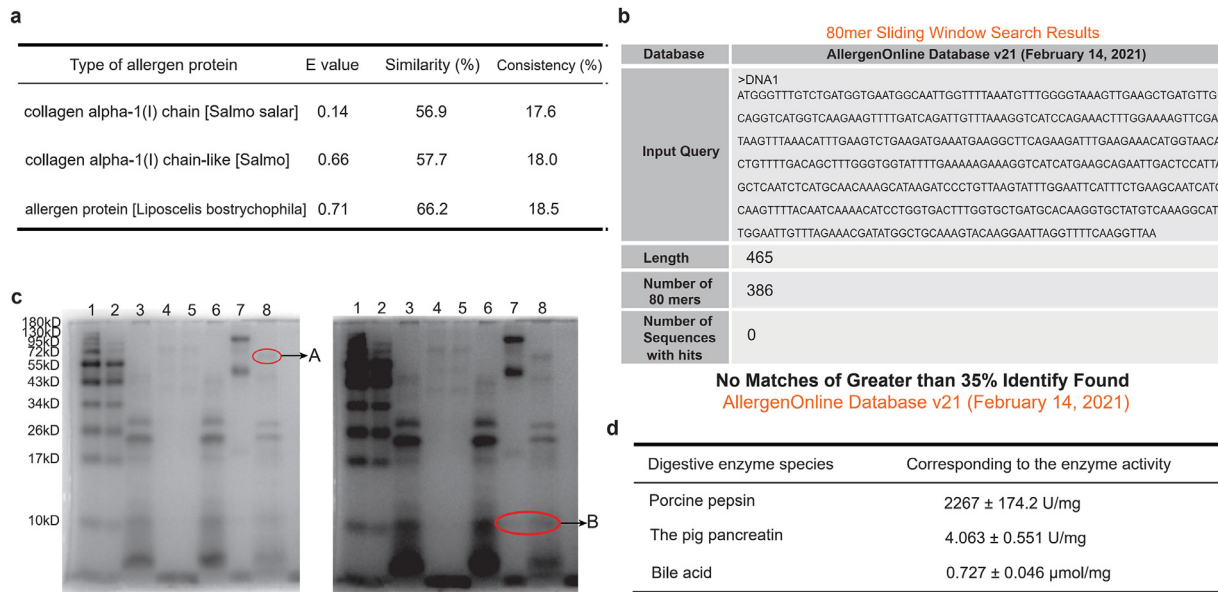 a
Type of allergen protein E value Similarity (%) Consistency (%)
collagen alpha-1(I) chain [Salmo salar] 0.14 56.9 17.6
collagen alpha-1(I) chain-like [Salmo] 0.66 57.7 18.0
allergen protein [Liposcelis bostrychophila] 0.71 66.2 18.5
b
80mer Sliding Window Search Results
Database AllergenOnline Database v21 (February 14, 2021)
Input Query
>DNA1
ATGGGTTTGTCTGATGGTGAATGGCAATTGGTTTTAAATGTTTGGGGTAAAGTTGAAGCTGATGTTG
CAGGTCATGGTCAAGAAGTTTTGATCAGATTGTTTAAAGGTCATCCAGAAACTTTGGAAAAGTTCGA
TAAGTTTAAACATTTGAAGTCTGAAGATGAAATGAAGGCTTCAGAAGATTTGAAGAAACATGGTAACA
CTGTTTTGACAGCTTTGGGTGGTATTTTGAAAAAGAAAGGTCATCATGAAGCAGAATTGACTCCATTA
GCTCAATCTCATGCAACAAAGCATAAGATCCCTGTTAAGTATTTGGAATTCATTTCTGAAGCAATCATC
CAAGTTTTACAATCAAAACATCCTGGTGACTTTGGTGCTGATGCACAAGGTGCTATGTCAAAGGCAT
TGGAATTGTTTAGAAACGATATGGCTGCAAAGTACAAGGAATTAGGTTTTCAAGGTTAA
Length 465
Number of 80 mers 386
Number of Sequences with hits 0
No Matches of Greater than 35% Identify Found
AllergenOnline Database v21 (February 14, 2021)
c
1 2 3 4 5 6 7 8
180kD
130kD
95kD
72kD
55kD
43kD
34kD
26kD
17kD
10kD
A
1 2 3 4 5 6 7 8
B
d
Digestive enzyme species Corresponding to the enzyme activity
Porcine pepsin 2267 ± 174.2 U/mg
The pig pancreatin 4.063 ± 0.551 U/mg
Bile acid 0.727 ± 0.046 μmol/mg